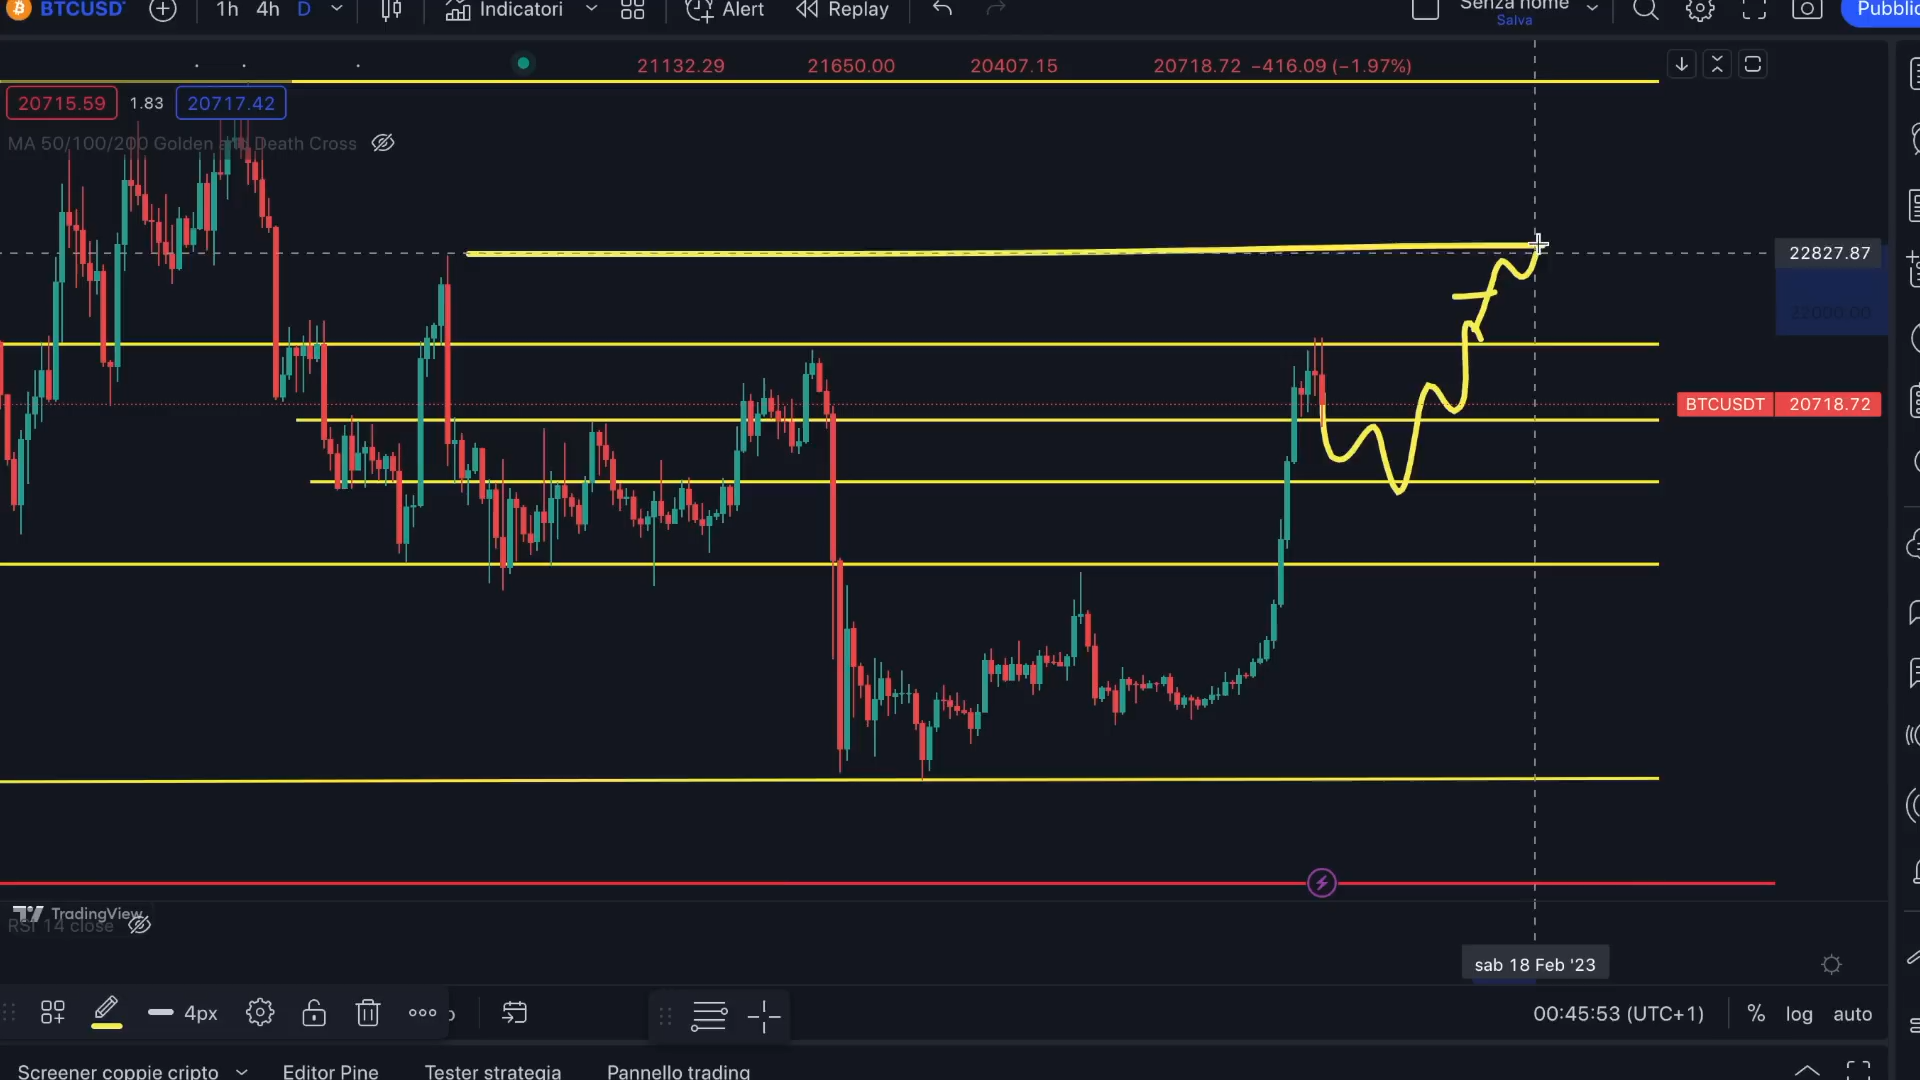 BTCUSDT 1h 4h D Indicatori Alert Replay Senza nome Pubblic
Salva
21132.29 21650.00 20407.15 20718.72 −416.09 (−1.97%)
20715.59 1.83 20717.42
MA 50/100/200 Golden and Death Cross
22827.87
22000.00
BTCUSDT 20718.72
TradingView
RSI 14 close
sab 18 Feb '23
4px 00:45:53 (UTC+1) % log auto
Screener coppie cripto Editor Pine Tester strategia Pannello trading